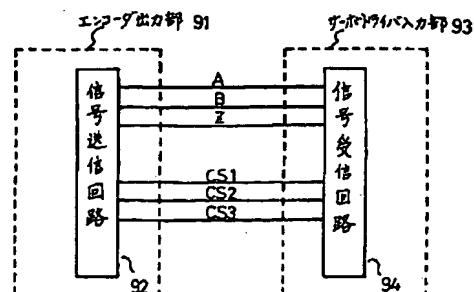 エンコーダ出力部 91
サーボドライバ入力部 93
信号送信回路
A
B
Z
CS1
CS2
CS3
信号受信回路
92
94